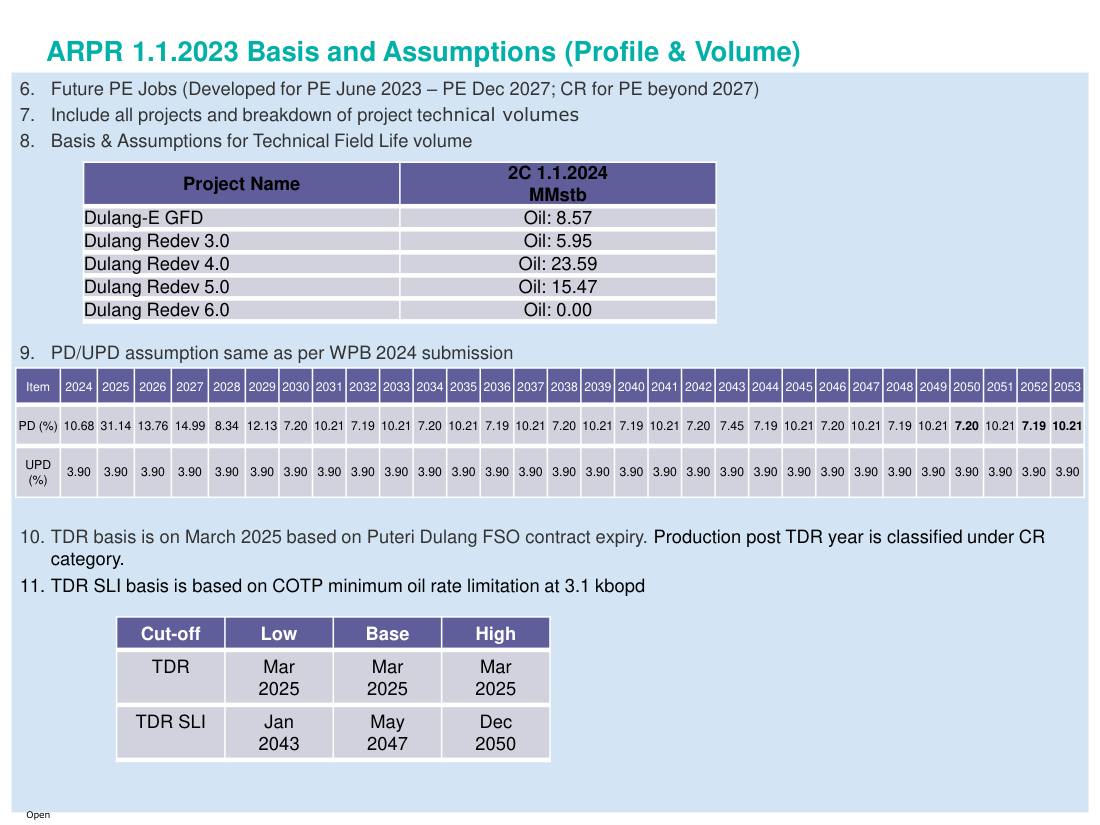 ARPR 1.1.2023 Basis and Assumptions (Profile & Volume)
6. Future PE Jobs (Developed for PE June 2023 – PE Dec 2027; CR for PE beyond 2027)
7. Include all projects and breakdown of project technical volumes
8. Basis & Assumptions for Technical Field Life volume
Project Name 2C 1.1.2024
MMstb
Dulang-E GFD Oil: 8.57
Dulang Redev 3.0 Oil: 5.95
Dulang Redev 4.0 Oil: 23.59
Dulang Redev 5.0 Oil: 15.47
Dulang Redev 6.0 Oil: 0.00
9. PD/UPD assumption same as per WPB 2024 submission
Item 2024 2025 2026 2027 2028 2029 2030 2031 2032 2033 2034 2035 2036 2037 2038 2039 2040 2041 2042 2043 2044 2045 2046 2047 2048 2049 2050 2051 2052 2053
PD (%) 10.68 31.14 13.76 14.99 8.34 12.13 7.20 10.21 7.19 10.21 7.20 10.21 7.19 10.21 7.20 10.21 7.19 10.21 7.20 7.45 7.19 10.21 7.20 10.21 7.19 10.21 7.20 10.21 7.19 10.21
UPD
(%) 3.90 3.90 3.90 3.90 3.90 3.90 3.90 3.90 3.90 3.90 3.90 3.90 3.90 3.90 3.90 3.90 3.90 3.90 3.90 3.90 3.90 3.90 3.90 3.90 3.90 3.90 3.90 3.90 3.90 3.90
10. TDR basis is on March 2025 based on Puteri Dulang FSO contract expiry. Production post TDR year is classified under CR
category.
11. TDR SLI basis is based on COTP minimum oil rate limitation at 3.1 kbopd
Cut-off Low Base High
TDR Mar Mar Mar
2025 2025 2025
TDR SLI Jan May Dec
2043 2047 2050
Open